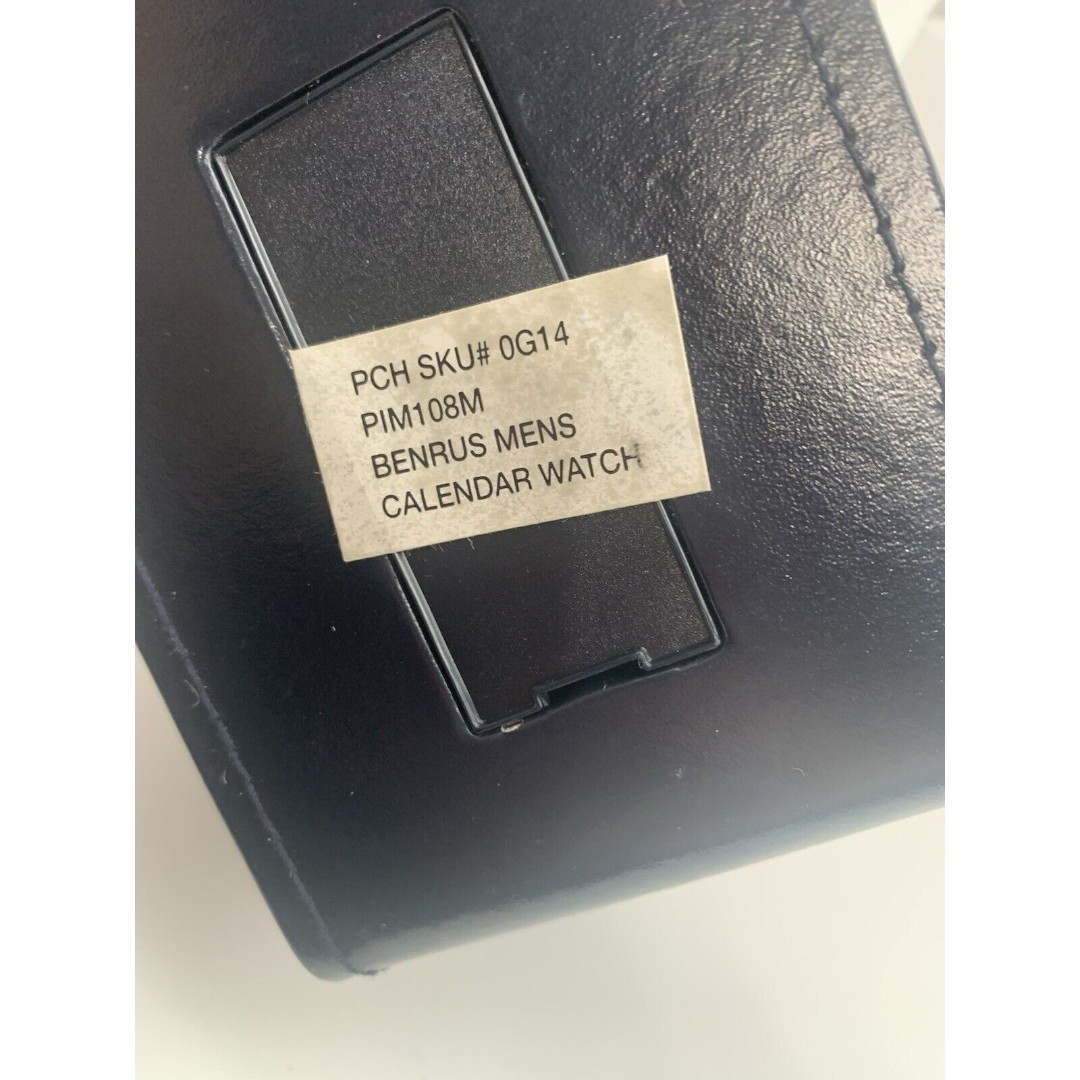 PCH SKU# 0G14
PIM108M
BENRUS MENS
CALENDAR WATCH